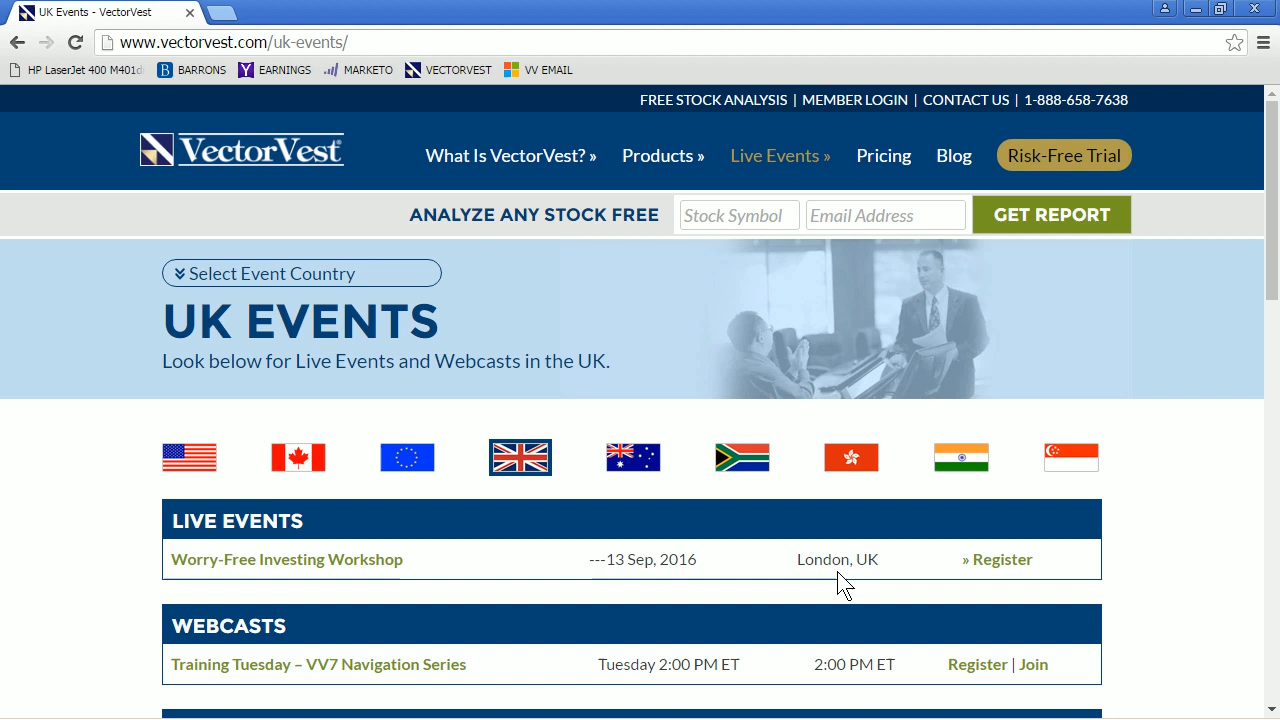 UK Events - VectorVest
www.vectorvest.com/uk-events/
HP LaserJet 400 M401d BARRONS EARNINGS MARKETO VECTORVEST VV EMAIL
FREE STOCK ANALYSIS | MEMBER LOGIN | CONTACT US | 1-888-658-7638
VectorVest® What Is VectorVest? » Products » Live Events » Pricing Blog Risk-Free Trial
ANALYZE ANY STOCK FREE Stock Symbol Email Address GET REPORT
Select Event Country
UK EVENTS
Look below for Live Events and Webcasts in the UK.
LIVE EVENTS
Worry-Free Investing Workshop ---13 Sep, 2016 London, UK » Register
WEBCASTS
Training Tuesday – VV7 Navigation Series Tuesday 2:00 PM ET 2:00 PM ET Register | Join